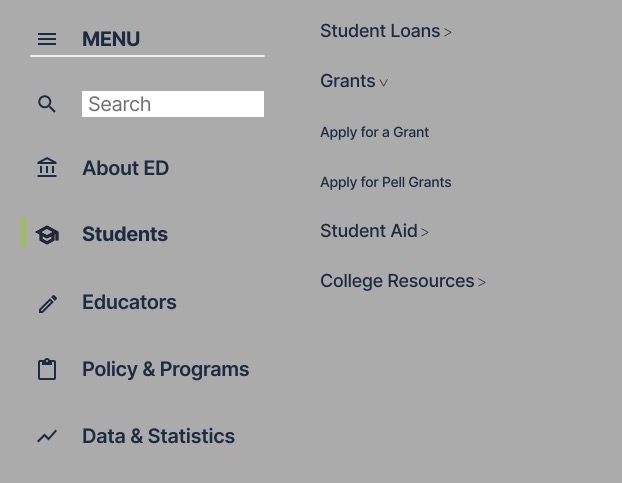 MENU
Search
About ED
Students
Educators
Policy & Programs
Data & Statistics
Student Loans >
Grants v
Apply for a Grant
Apply for Pell Grants
Student Aid >
College Resources >